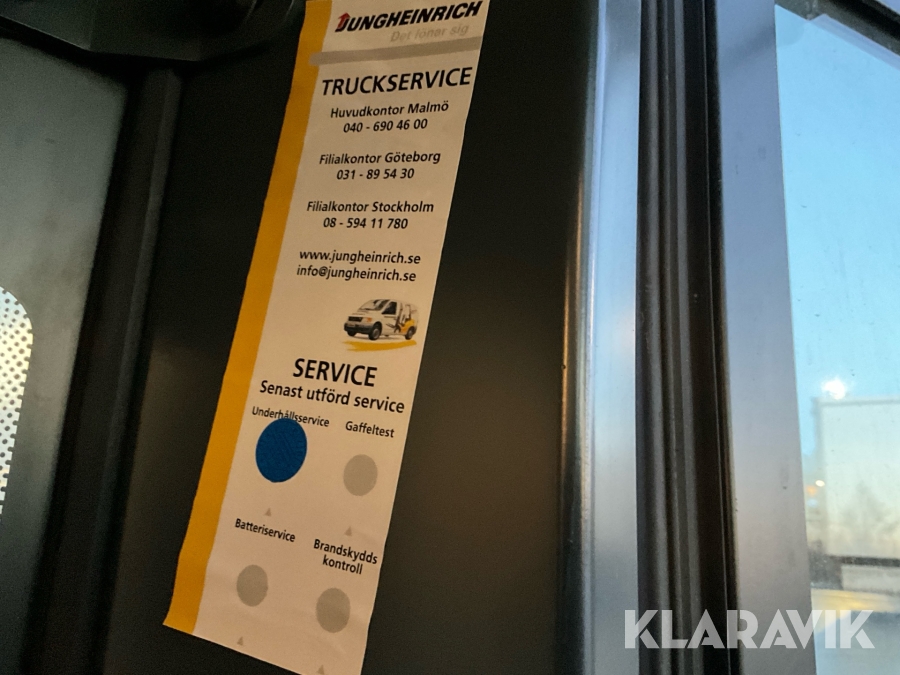 JUNGHEINRICH
Det lönar sig
TRUCKSERVICE
Huvudkontor Malmö
040 - 690 46 00
Filialkontor Göteborg
031 - 89 54 30
Filialkontor Stockholm
08 - 594 11 780
www.jungheinrich.se
info@jungheinrich.se
SERVICE
Senast utförd service
Underhållsservice
Gaffeltest
Batteriservice
Brandskydds
kontroll
KLARAVIK